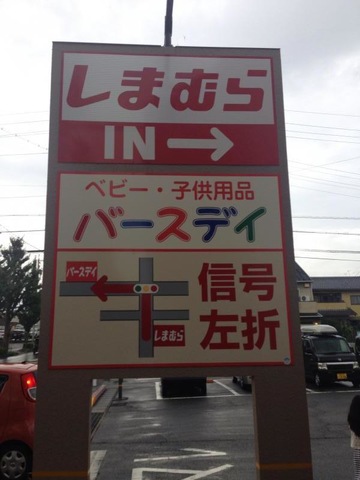 しまむら
IN→
ベビー・子供用品
バースデイ
バースデイ
信号
左折
しまむら